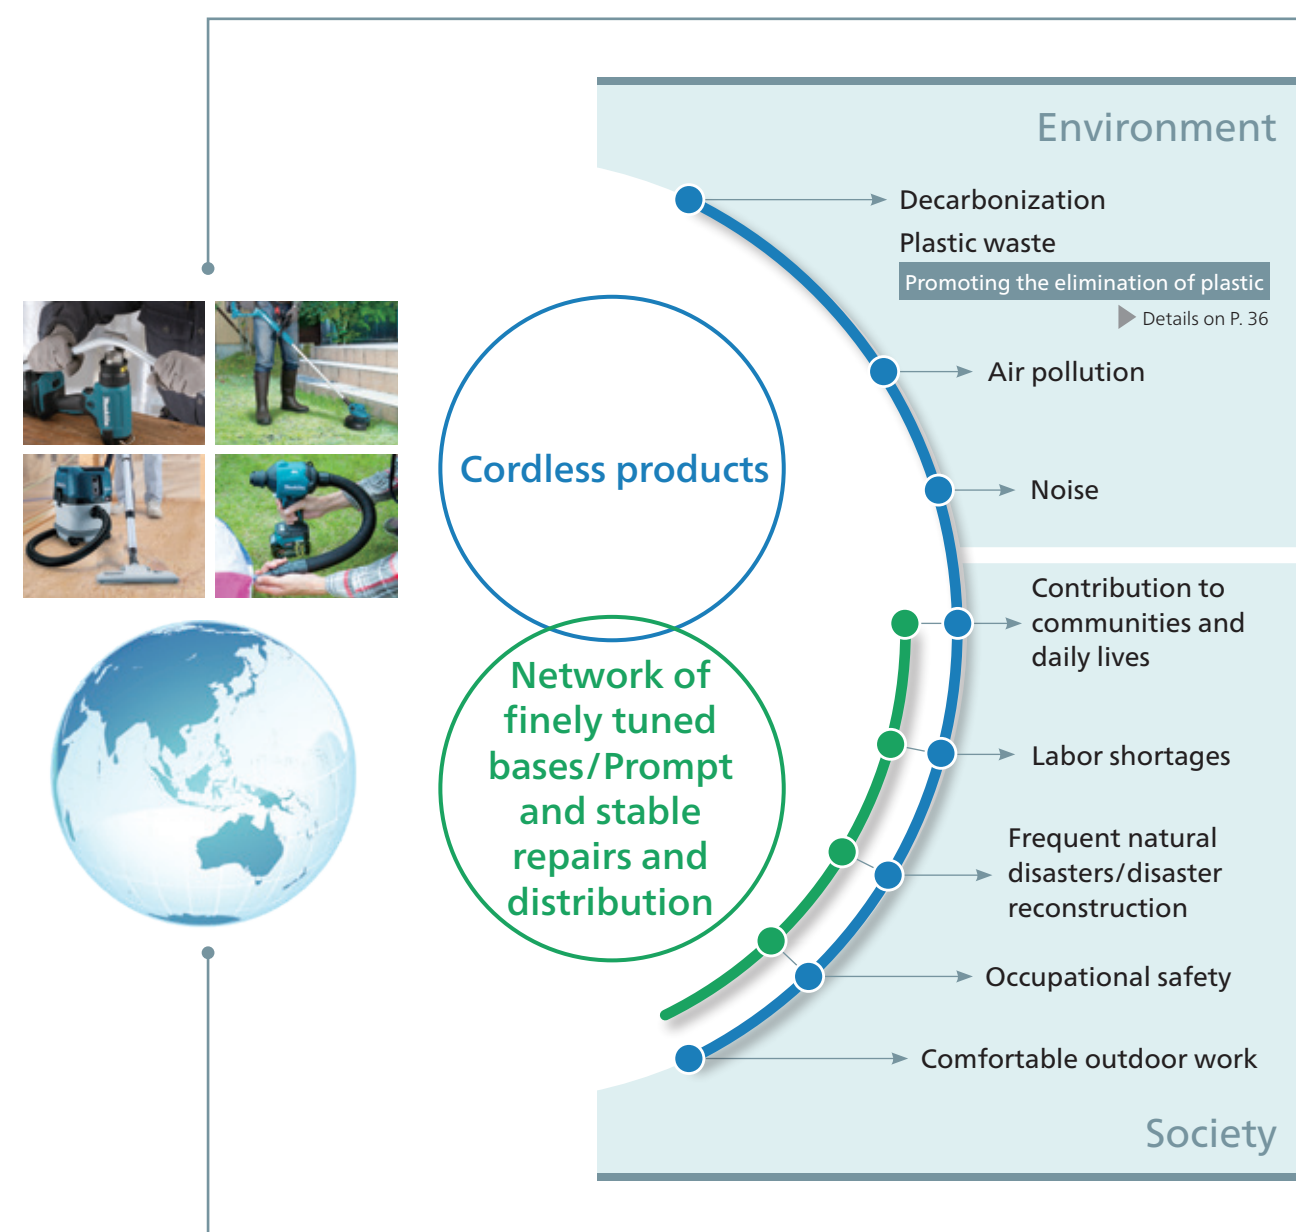 Environment
Decarbonization
Plastic waste
Promoting the elimination of plastic
Details on P. 36
Air pollution
Noise
Cordless products
Contribution to
communities and
daily lives
Network of
finely tuned
bases/Prompt
and stable
repairs and
distribution
Labor shortages
Frequent natural
disasters/disaster
reconstruction
Occupational safety
Comfortable outdoor work
Society